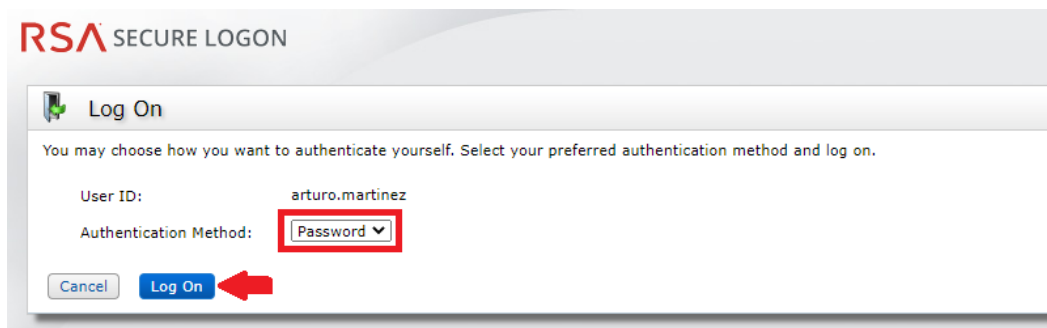 RSA SECURE LOGON
Log On
You may choose how you want to authenticate yourself. Select your preferred authentication method and log on.
User ID: arturo.martinez
Authentication Method: Password
Cancel Log On